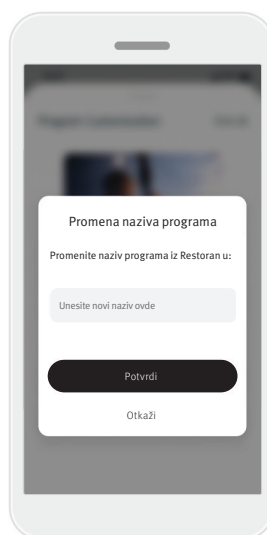 Promena naziva programa
Promenite naziv programa iz Restoran u:
Unesite novi naziv ovde
Potvrdi
Otkaži